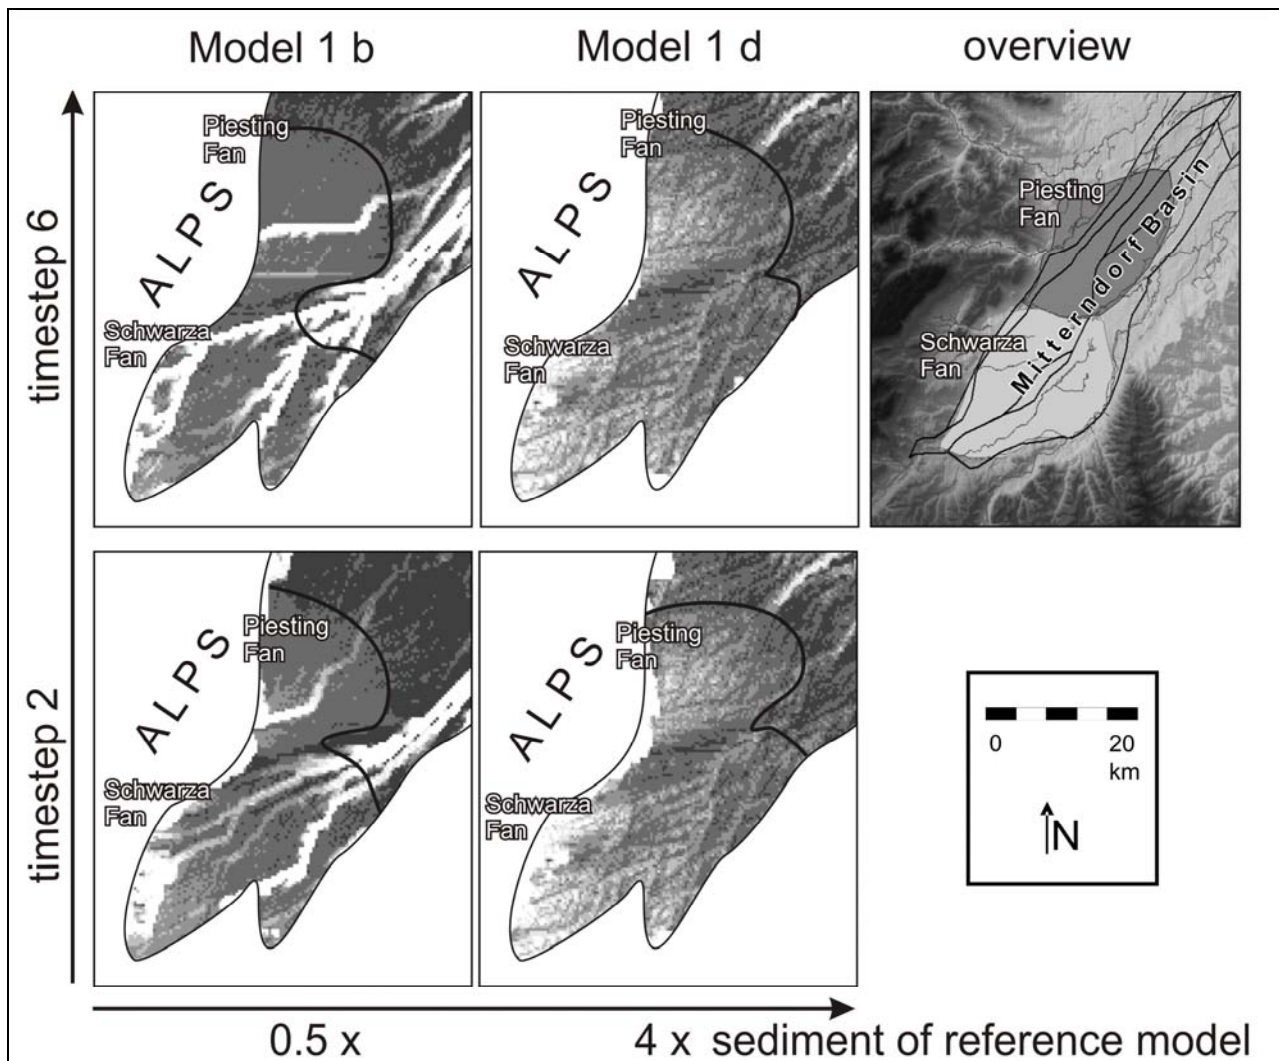 Model 1 b
Model 1 d
overview
timestep 6
Piesting
Fan
ALPS
Schwarza
Fan
Piesting
Fan
ALPS
Schwarza
Fan
Piesting
Fan
Mitterndorf Basin
Schwarza
Fan
timestep 2
Piesting
Fan
ALPS
Schwarza
Fan
Piesting
Fan
ALPS
Schwarza
Fan
0 20
km
N
0.5 x
4 x sediment of reference model